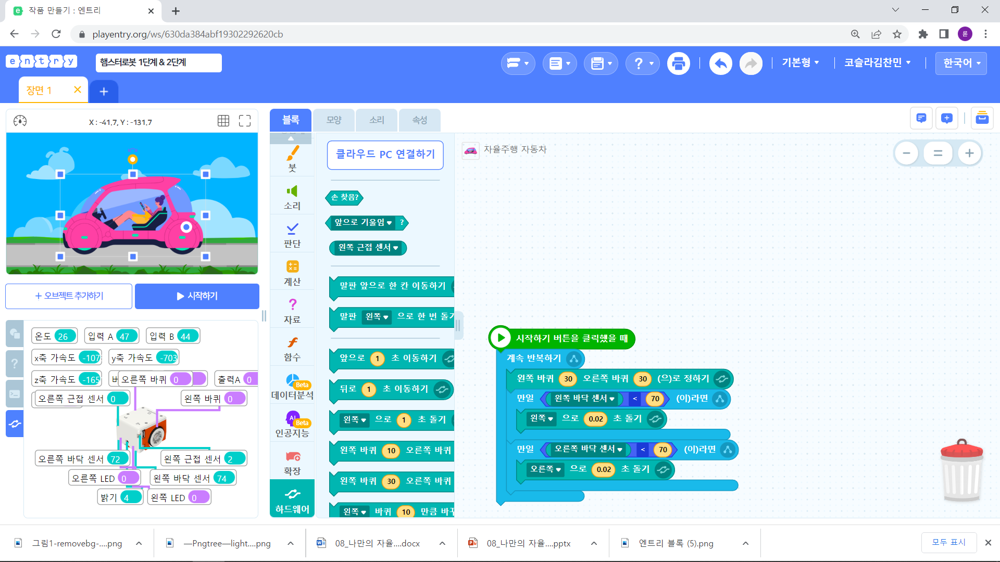 작품 만들기 : 엔트리
playentry.org/ws/630da384abf19302292620cb
론
entry
햄스터로봇 1단계 & 2단계
기본형
코슬라김찬민
한국어
장면 1
X : -41.7, Y : -131.7
블록
모양
소리
속성
+ 오브젝트 추가하기
시작하기
온도 26
입력 A 47
입력 B 44
x축 가속도 -107
y축 가속도 -703
z축 가속도 -165
오른쪽 바퀴 0
출력A 0
오른쪽 근접 센서 0
왼쪽 바퀴 0
오른쪽 바닥 센서 72
왼쪽 근접 센서 2
오른쪽 LED 0
왼쪽 바닥 센서 74
밝기 4
왼쪽 LED 0
붓
소리
판단
계산
자료
함수
Beta
데이터분석
AI
Beta
인공지능
확장
하드웨어
클라우드 PC 연결하기
손 찾음?
앞으로 기울임 ?
왼쪽 근접 센서
말판 앞으로 한 칸 이동하기
말판 왼쪽 으로 한 번 돌기
앞으로 1 초 이동하기
뒤로 1 초 이동하기
왼쪽 으로 1 초 돌기
왼쪽 바퀴 10 오른쪽 바퀴
왼쪽 바퀴 30 오른쪽 바퀴
왼쪽 바퀴 10 만큼 바꾸
자율주행 자동차
시작하기 버튼을 클릭했을 때
계속 반복하기
왼쪽 바퀴 30 오른쪽 바퀴 30 (으)로 정하기
만일 왼쪽 바닥 센서 < 70 (이)라면
왼쪽 으로 0.02 초 돌기
만일 오른쪽 바닥 센서 < 70 (이)라면
오른쪽 으로 0.02 초 돌기
그림1-removebg-....png
—Pngtree—light....png
08_나만의 자율....docx
08_나만의 자율....pptx
엔트리 블록 (5).png
모두 표시